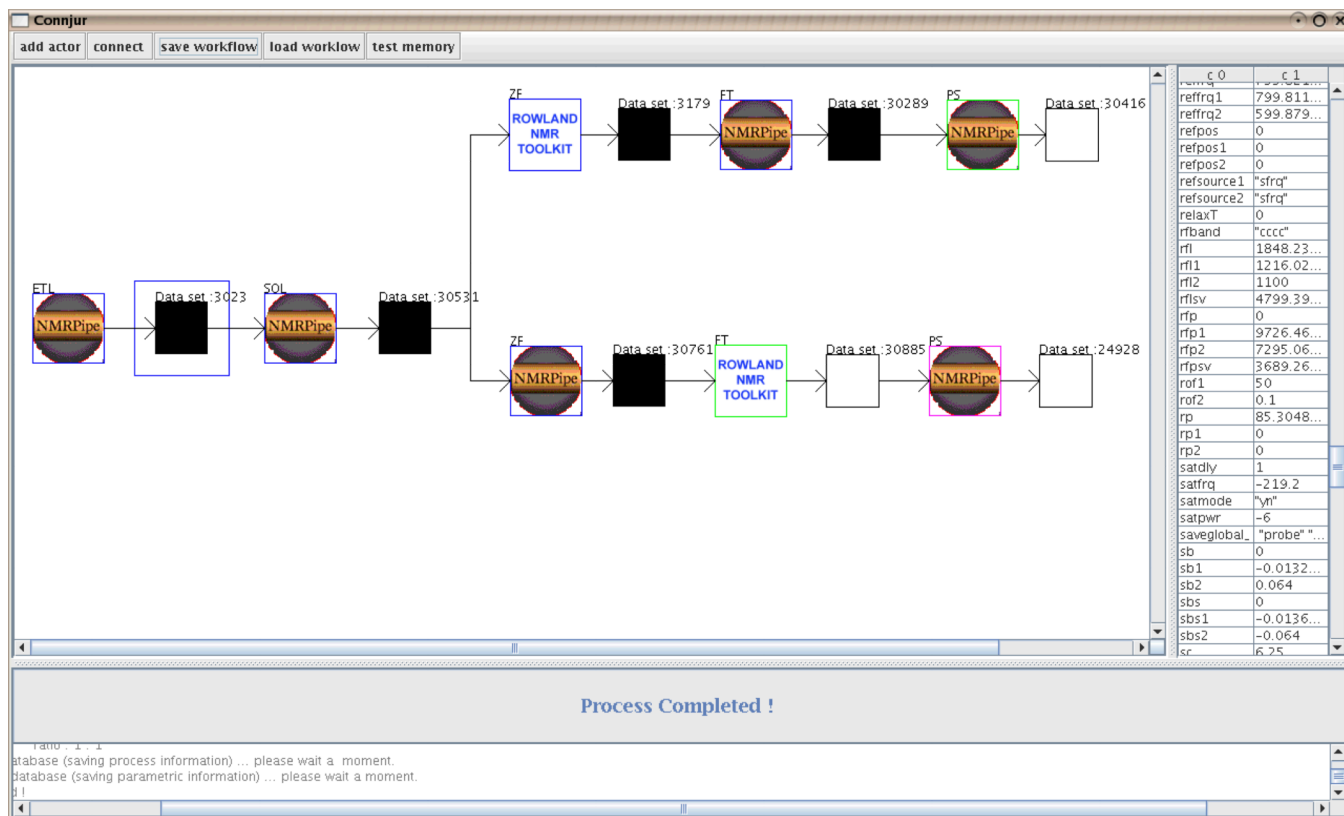 Connjur
add actor connect save workflow load worklow test memory
ZF
ROWLAND
NMR
TOOLKIT
Data set :3179
FT
NMRPipe
Data set :30289
PS
NMRPipe
Data set :30416
ETL
NMRPipe
Data set :3023
SOL
NMRPipe
Data set :30531
ZF
NMRPipe
Data set :30761
FT
ROWLAND
NMR
TOOLKIT
Data set :30885
PS
NMRPipe
Data set :24928
c 0 c 1
reffrq1 799.811...
reffrq2 599.879...
refpos 0
refpos1 0
refpos2 0
refsource1 "sfrq"
refsource2 "sfrq"
relaxT 0
rfband "cccc"
rfl 1848.23...
rfl1 1216.02...
rfl2 1100
rflsv 4799.39...
rfp 0
rfp1 9726.46...
rfp2 7295.06...
rfpsv 3689.26...
rof1 50
rof2 0.1
rp 85.3048...
rp1 0
rp2 0
satdly 1
satfrq -219.2
satmode "yn"
satpwr -6
saveglobal_ "probe" "...
sb 0
sb1 -0.0132...
sb2 0.064
sbs 0
sbs1 -0.0136...
sbs2 -0.064
sc 6.25
Process Completed !
ratio : 1 : 1
atabase (saving process information) ... please wait a moment.
database (saving parametric information) ... please wait a moment.
d !